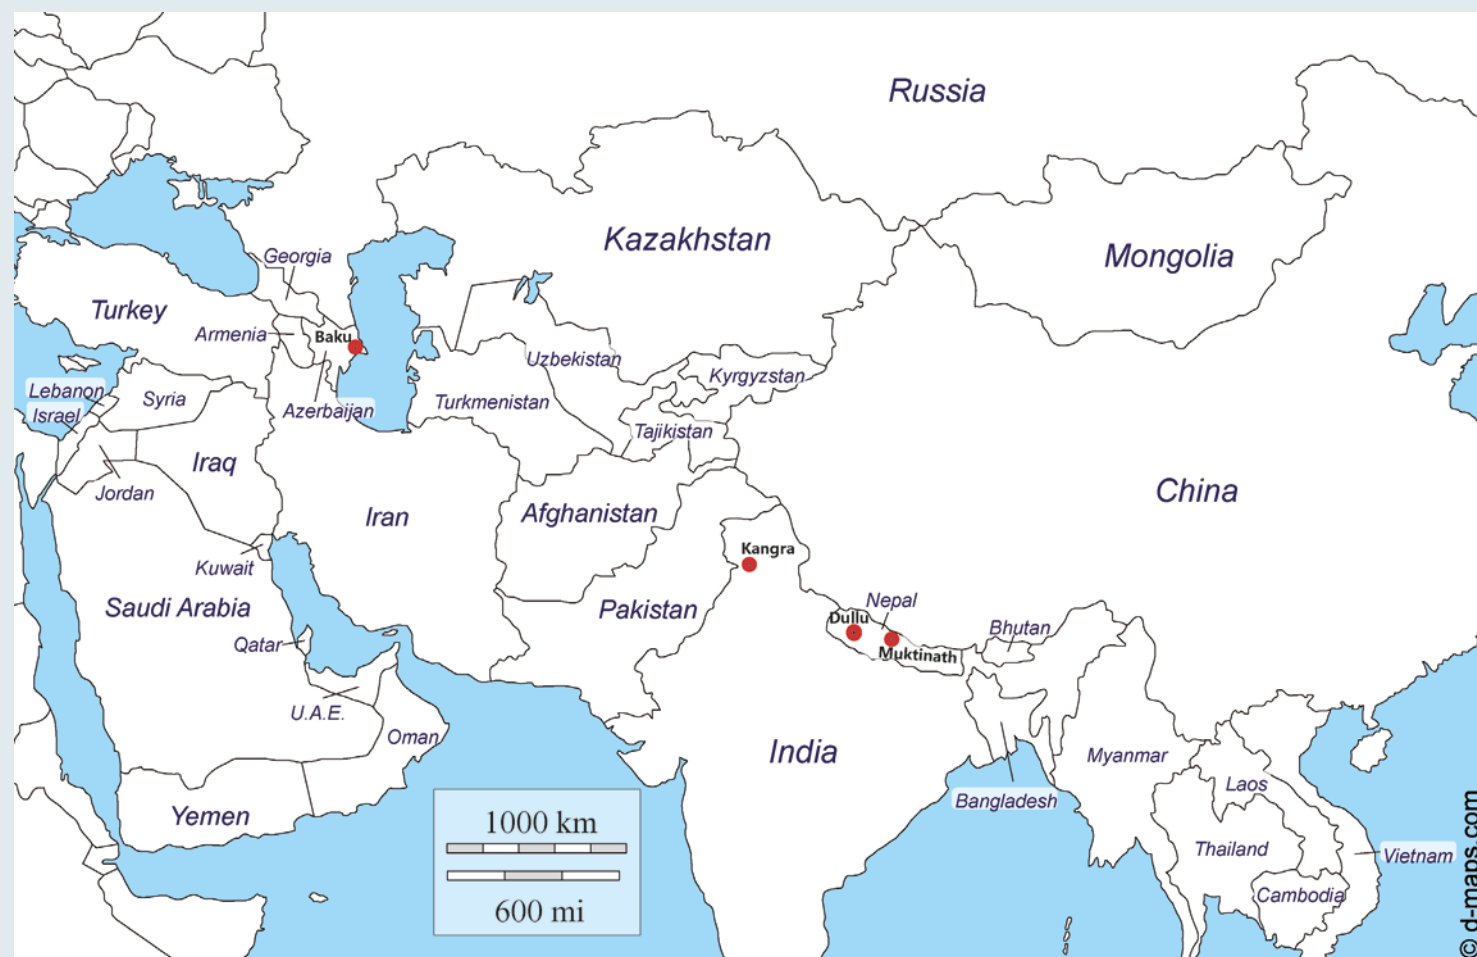 Russia
Kazakhstan
Mongolia
Georgia
Turkey
Armenia
Baku
Uzbekistan
Kyrgyzstan
Lebanon
Syria
Azerbaijan
Turkmenistan
Israel
Tajikistan
Iraq
Jordan
Iran
Afghanistan
China
Kangra
Kuwait
Saudi Arabia
Pakistan
Nepal
Dullu
Bhutan
Qatar
Muktinath
U.A.E.
Oman
India
Myanmar
Laos
Bangladesh
Yemen
1000 km
600 mi
Thailand
Vietnam
Cambodia
© d-maps.com